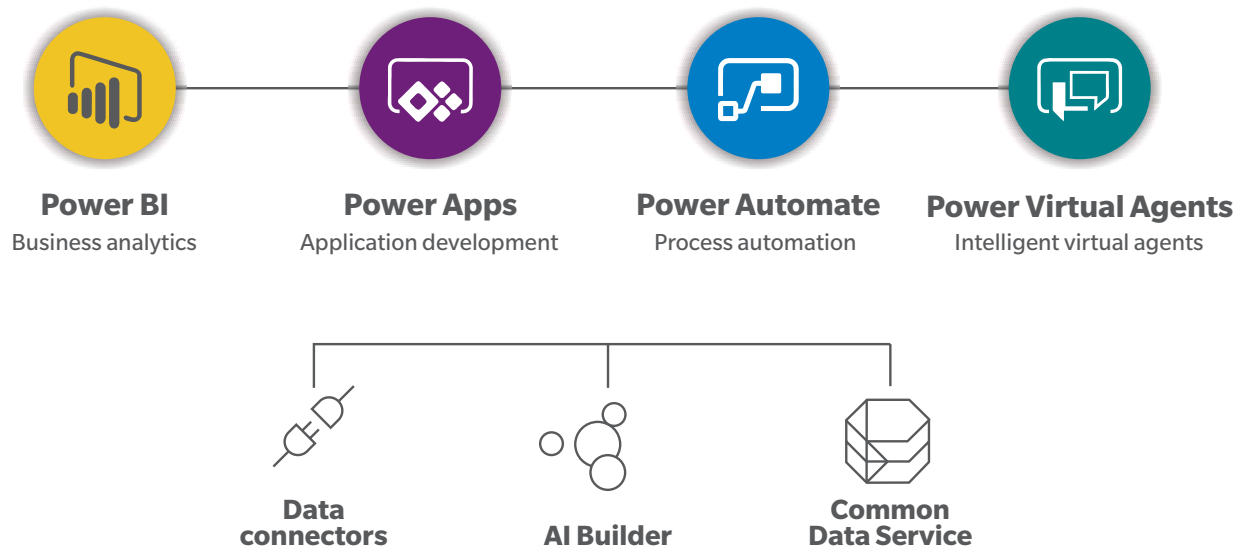 Power BI
Business analytics
Power Apps
Application development
Power Automate
Process automation
Power Virtual Agents
Intelligent virtual agents
Data
connectors
AI Builder
Common
Data Service